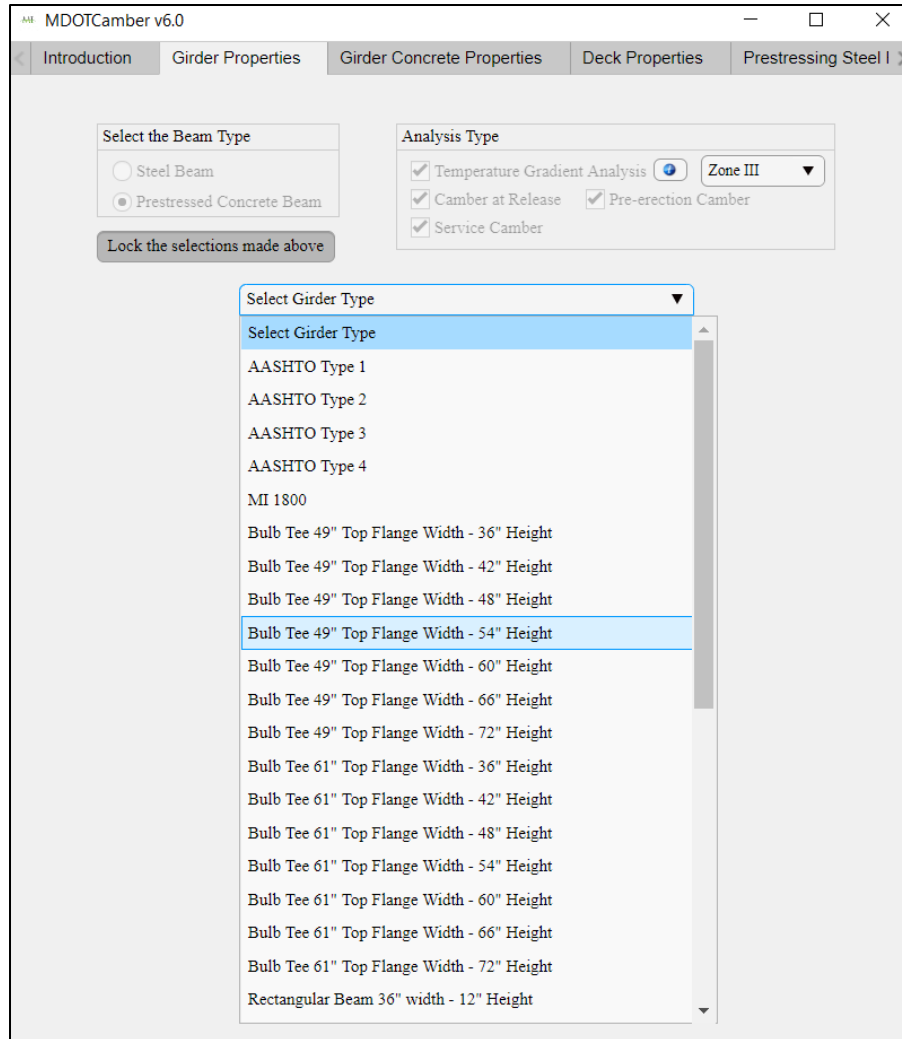 MDOTCamber v6.0
Introduction Girder Properties Girder Concrete Properties Deck Properties Prestressing Steel I
Select the Beam Type
Steel Beam
Prestressed Concrete Beam
Lock the selections made above
Analysis Type
Temperature Gradient Analysis Zone III
Camber at Release Pre-erection Camber
Service Camber
Select Girder Type
Select Girder Type
AASHTO Type 1
AASHTO Type 2
AASHTO Type 3
AASHTO Type 4
MI 1800
Bulb Tee 49" Top Flange Width - 36" Height
Bulb Tee 49" Top Flange Width - 42" Height
Bulb Tee 49" Top Flange Width - 48" Height
Bulb Tee 49" Top Flange Width - 54" Height
Bulb Tee 49" Top Flange Width - 60" Height
Bulb Tee 49" Top Flange Width - 66" Height
Bulb Tee 49" Top Flange Width - 72" Height
Bulb Tee 61" Top Flange Width - 36" Height
Bulb Tee 61" Top Flange Width - 42" Height
Bulb Tee 61" Top Flange Width - 48" Height
Bulb Tee 61" Top Flange Width - 54" Height
Bulb Tee 61" Top Flange Width - 60" Height
Bulb Tee 61" Top Flange Width - 66" Height
Bulb Tee 61" Top Flange Width - 72" Height
Rectangular Beam 36" width - 12" Height